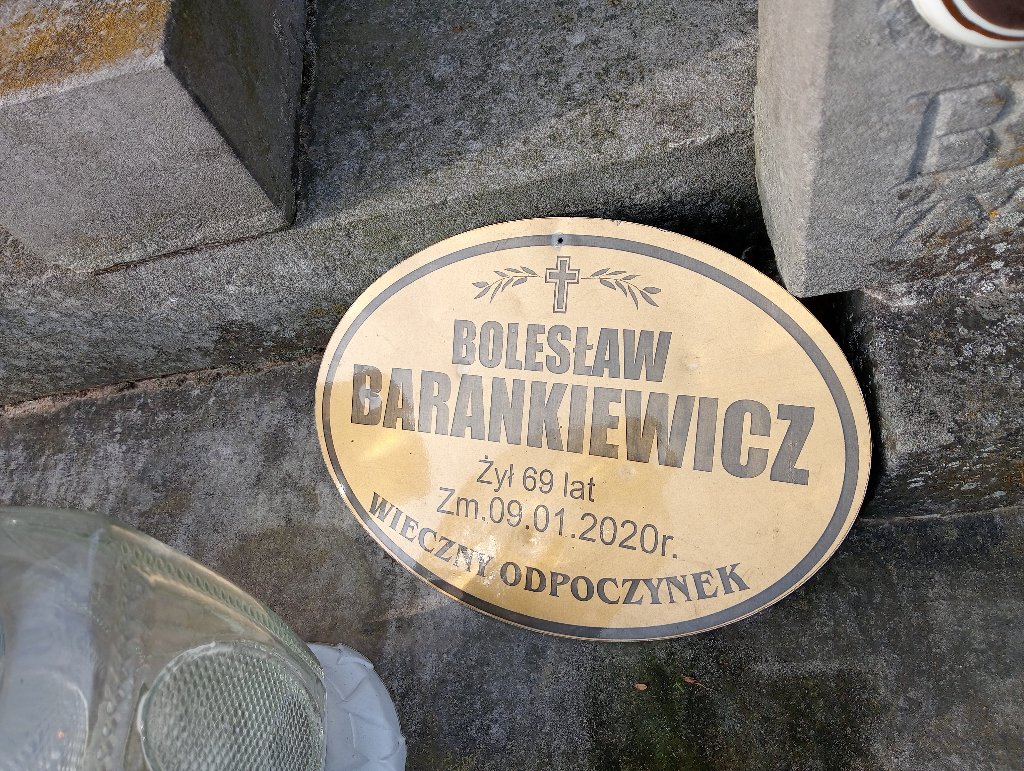 BOLESŁAW
BARANKIEWICZ
Żył 69 lat
Zm.09.01.2020r.
WIECZNY ODPOCZYNEK
B